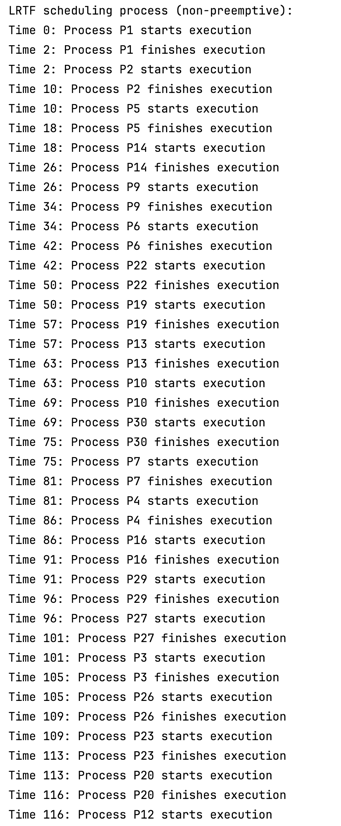 LRTF scheduling process (non-preemptive):
Time 0: Process P1 starts execution
Time 2: Process P1 finishes execution
Time 2: Process P2 starts execution
Time 10: Process P2 finishes execution
Time 10: Process P5 starts execution
Time 18: Process P5 finishes execution
Time 18: Process P14 starts execution
Time 26: Process P14 finishes execution
Time 26: Process P9 starts execution
Time 34: Process P9 finishes execution
Time 34: Process P6 starts execution
Time 42: Process P6 finishes execution
Time 42: Process P22 starts execution
Time 50: Process P22 finishes execution
Time 50: Process P19 starts execution
Time 57: Process P19 finishes execution
Time 57: Process P13 starts execution
Time 63: Process P13 finishes execution
Time 63: Process P10 starts execution
Time 69: Process P10 finishes execution
Time 69: Process P30 starts execution
Time 75: Process P30 finishes execution
Time 75: Process P7 starts execution
Time 81: Process P7 finishes execution
Time 81: Process P4 starts execution
Time 86: Process P4 finishes execution
Time 86: Process P16 starts execution
Time 91: Process P16 finishes execution
Time 91: Process P29 starts execution
Time 96: Process P29 finishes execution
Time 96: Process P27 starts execution
Time 101: Process P27 finishes execution
Time 101: Process P3 starts execution
Time 105: Process P3 finishes execution
Time 105: Process P26 starts execution
Time 109: Process P26 finishes execution
Time 109: Process P23 starts execution
Time 113: Process P23 finishes execution
Time 113: Process P20 starts execution
Time 116: Process P20 finishes execution
Time 116: Process P12 starts execution